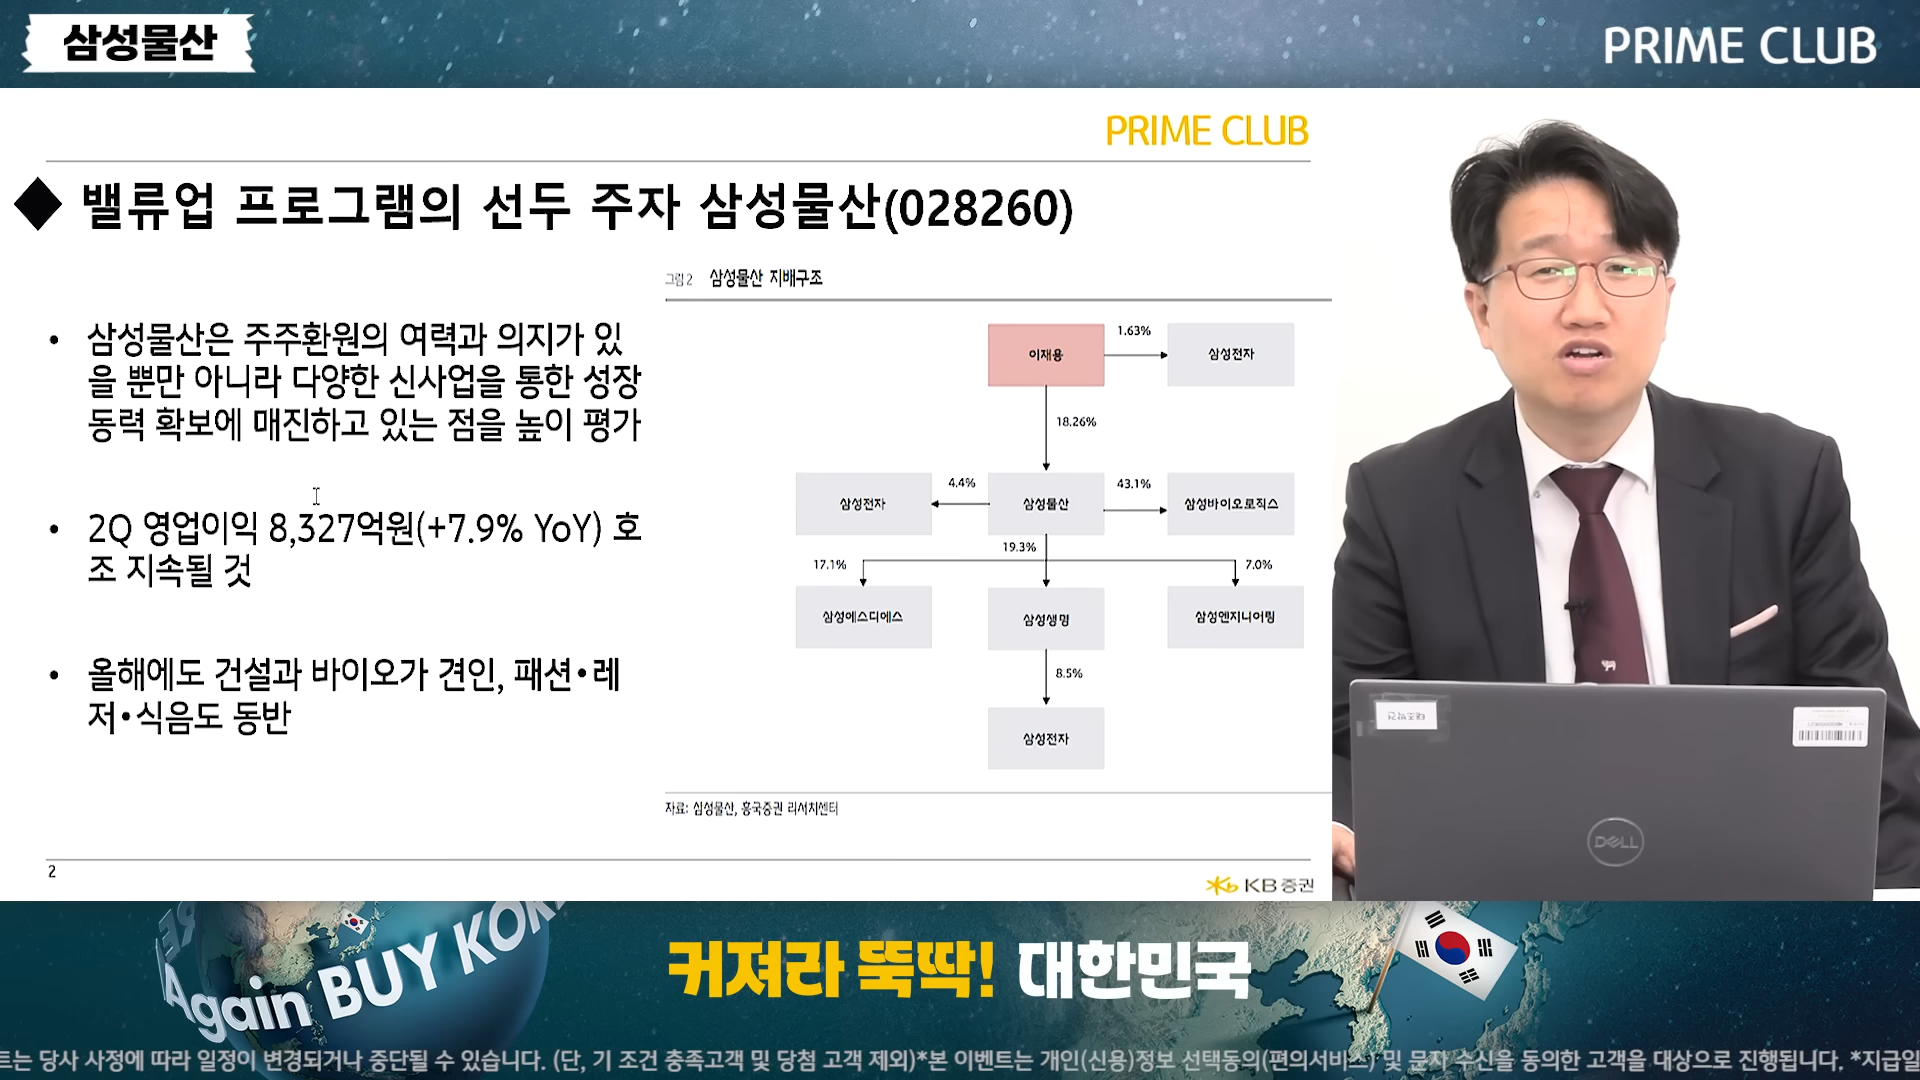 삼성물산
PRIME CLUB
PRIME CLUB
◆ 밸류업 프로그램의 선두 주자 삼성물산(028260)
• 삼성물산은 주주환원의 여력과 의지가 있
을 뿐만 아니라 다양한 신사업을 통한 성장
동력 확보에 매진하고 있는 점을 높이 평가
• 2Q 영업이익 8,327억원(+7.9% YoY) 호
조 지속될 것
• 올해에도 건설과 바이오가 견인, 패션•레
저•식음도 동반
그림 2 삼성물산 지배구조
이재용
1.63%
삼성전자
18.26%
삼성전자
4.4%
삼성물산
43.1%
삼성바이오로직스
19.3%
17.1%
7.0%
삼성에스디에스
삼성생명
삼성엔지니어링
8.5%
삼성전자
자료: 삼성물산, 흥국증권 리서치센터
2
KB 증권
DELL
Again BUY KOR
커져라 뚝딱! 대한민국
트는 당사 사정에 따라 일정이 변경되거나 중단될 수 있습니다. (단, 기 조건 충족고객 및 당첨 고객 제외)*본 이벤트는 개인(신용)정보 선택동의(편의서비스) 및 문자 수신을 동의한 고객을 대상으로 진행됩니다. *지급일